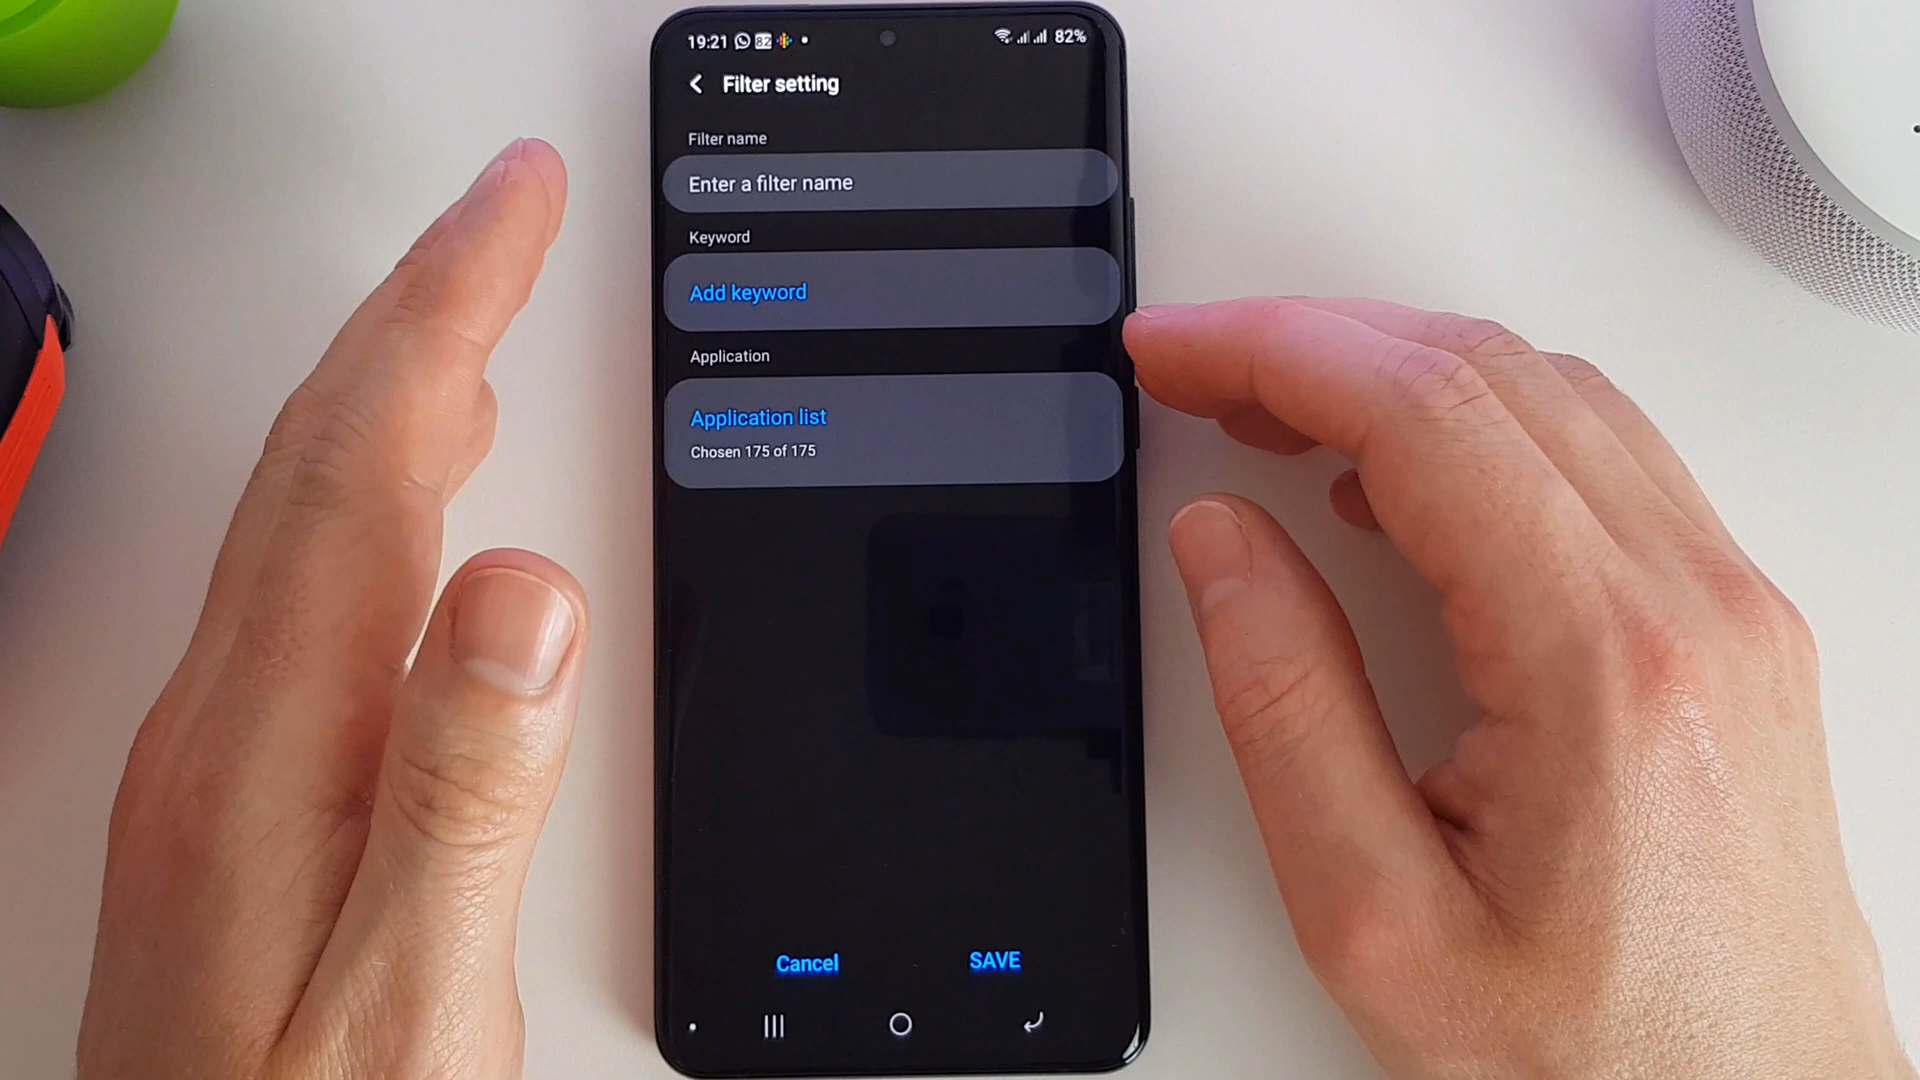 19:21 82 82%
Filter setting
Filter name
Enter a filter name
Keyword
Add keyword
Application
Application list
Chosen 175 of 175
Cancel SAVE